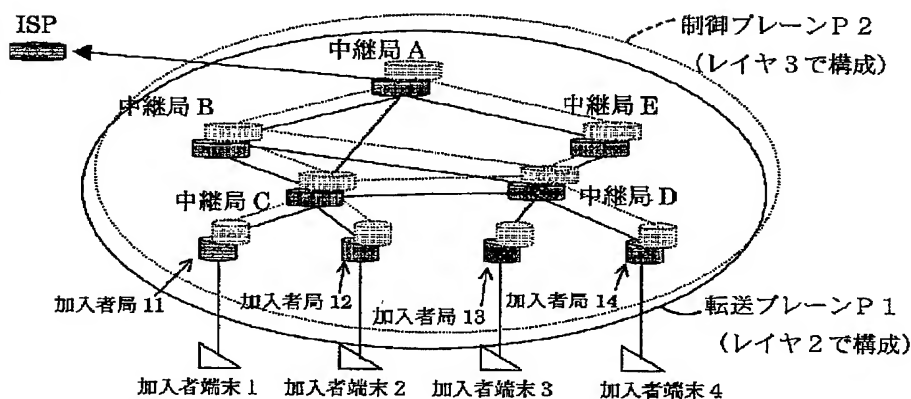 ISP
制御プレーンP2
(レイヤ3で構成)
中継局A
中継局B
中継局E
中継局C
中継局D
加入者局11
加入者局12
加入者局13
加入者局14
転送プレーンP1
(レイヤ2で構成)
加入者端末1
加入者端末2
加入者端末3
加入者端末4